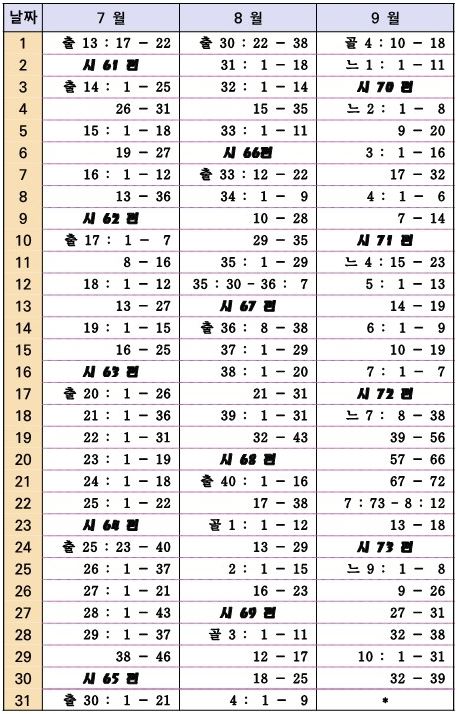 날짜 7 월 8 월 9 월
1 출 13 : 17 - 22 출 30 : 22 - 38 골 4 : 10 - 18
2 시 61 편 31 : 1 - 18 느 1 : 1 - 11
3 출 14 : 1 - 25 32 : 1 - 14 시 70 편
4 26 - 31 15 - 35 느 2 : 1 - 8
5 15 : 1 - 18 33 : 1 - 11 9 - 20
6 19 - 27 시 66편 3 : 1 - 16
7 16 : 1 - 12 출 33 : 12 - 22 17 - 32
8 13 - 36 34 : 1 - 9 4 : 1 - 6
9 시 62 편 10 - 28 7 - 14
10 출 17 : 1 - 7 29 - 35 시 71 편
11 8 - 16 35 : 1 - 29 느 4 : 15 - 23
12 18 : 1 - 12 35 : 30 - 36 : 7 5 : 1 - 13
13 13 - 27 시 67 편 14 - 19
14 19 : 1 - 15 출 36 : 8 - 38 6 : 1 - 9
15 16 - 25 37 : 1 - 29 10 - 19
16 시 63 편 38 : 1 - 20 7 : 1 - 7
17 출 20 : 1 - 26 21 - 31 시 72 편
18 21 : 1 - 36 39 : 1 - 31 느 7 : 8 - 38
19 22 : 1 - 31 32 - 43 39 - 56
20 23 : 1 - 19 시 68 편 57 - 66
21 24 : 1 - 18 출 40 : 1 - 16 67 - 72
22 25 : 1 - 22 17 - 38 7 : 73 - 8 : 12
23 시 64 편 골 1 : 1 - 12 13 - 18
24 출 25 : 23 - 40 13 - 29 시 73 편
25 26 : 1 - 37 2 : 1 - 15 느 9 : 1 - 8
26 27 : 1 - 21 16 - 23 9 - 26
27 28 : 1 - 43 시 69 편 27 - 31
28 29 : 1 - 37 골 3 : 1 - 11 32 - 38
29 38 - 46 12 - 17 10 : 1 - 31
30 시 65 편 18 - 25 32 - 39
31 출 30 : 1 - 21 4 : 1 - 9 *